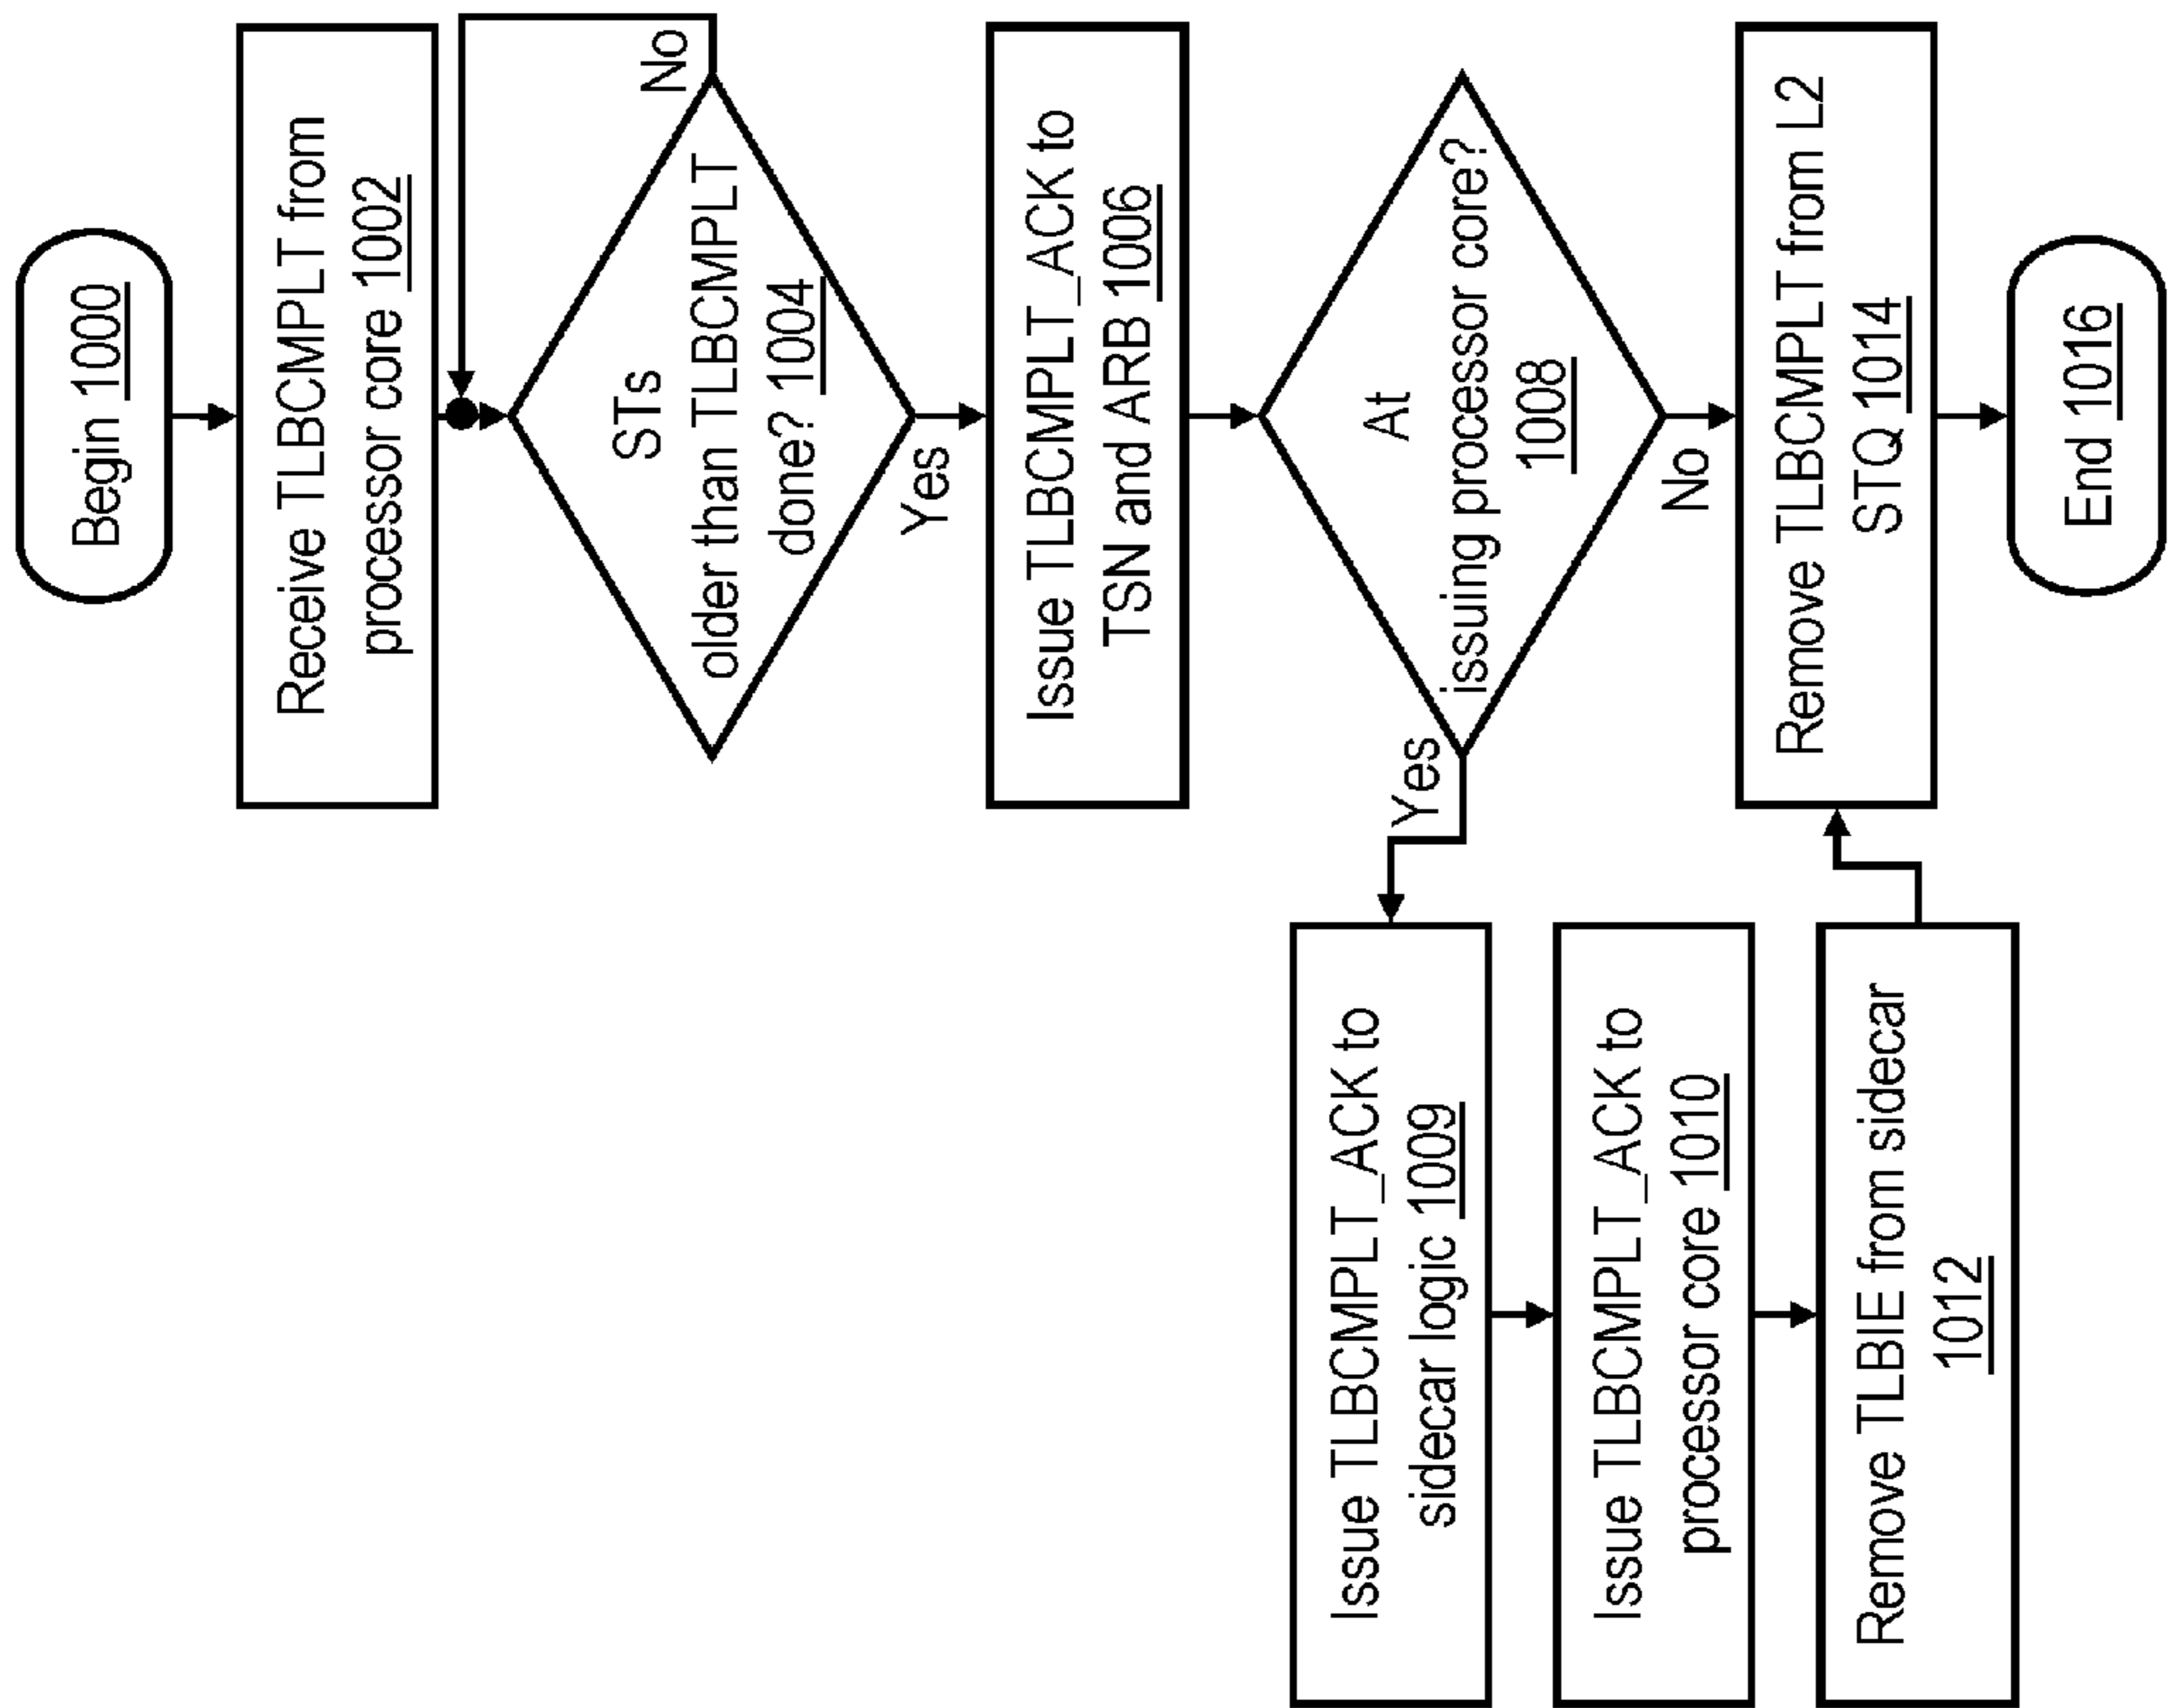 Begin 1000
Receive TLBCMPLT from
processor core 1002
STs
older than TLBCMPLT
done? 1004
No
Yes
Issue TLBCMPLT_ACK to
TSN and ARB 1006
At
issuing processor core?
1008
Yes
No
Issue TLBCMPLT_ACK to
sidecar logic 1009
Issue TLBCMPLT_ACK to
processor core 1010
Remove TLBIE from sidecar
1012
Remove TLBCMPLT from L2
STQ 1014
End 1016